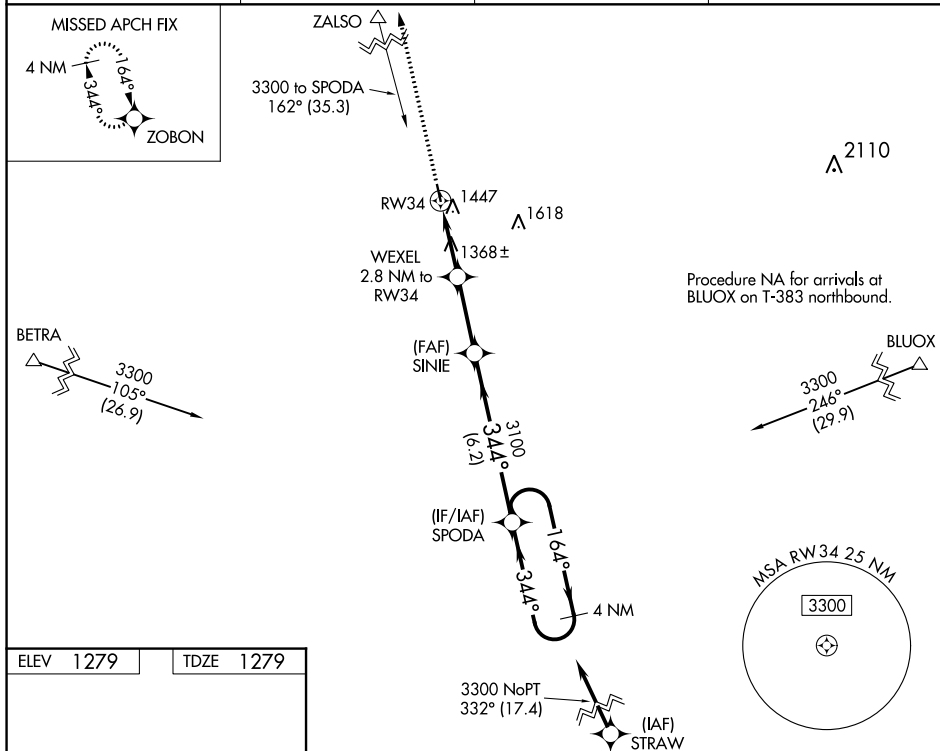 MISSED APCH FIX
4 NM
344°
164°
ZOBON
ZALSO
3300 to SPODA
162° (35.3)
2110
RW34
1447
1618
1368±
WEXEL
2.8 NM to
RW34
Procedure NA for arrivals at
BLUOX on T-383 northbound.
BETRA
3300
105°
(26.9)
(FAF)
SINIE
BLUOX
3300
246°
(29.9)
3100
344°
(6.2)
(IF/IAF)
SPODA
164°
344°
4 NM
MSA RW34 25 NM
3300
ELEV 1279
TDZE 1279
3300 NoPT
332° (17.4)
(IAF)
STRAW